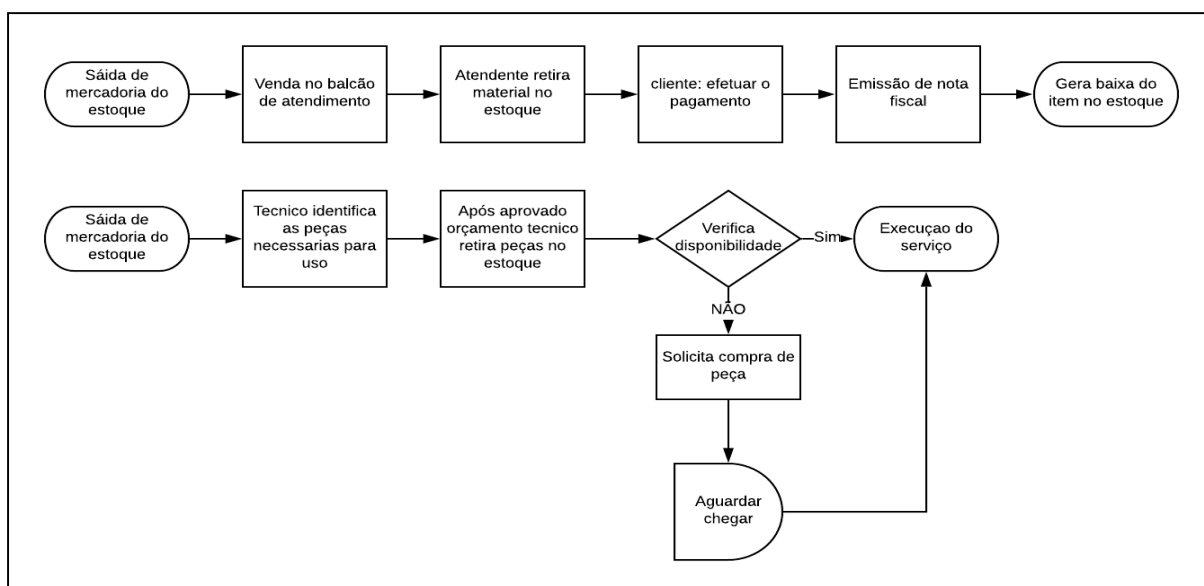 Sáida de
mercadoria do
estoque
Venda no balcão
de atendimento
Atendente retira
material no
estoque
cliente: efetuar o
pagamento
Emissão de nota
fiscal
Gera baixa do
item no estoque
Sáida de
mercadoria do
estoque
Tecnico identifica
as peças
necessarias para
uso
Após aprovado
orçamento tecnico
retira peças no
estoque
Verifica
disponibilidade
Sim
Execuçao do
serviço
NÃO
Solicita compra de
peça
Aguardar
chegar